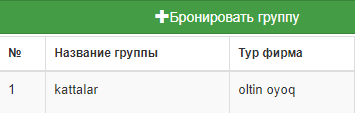 +Бронировать группу
№ Название группы Тур фирма
1 kattalar oltin oyoq